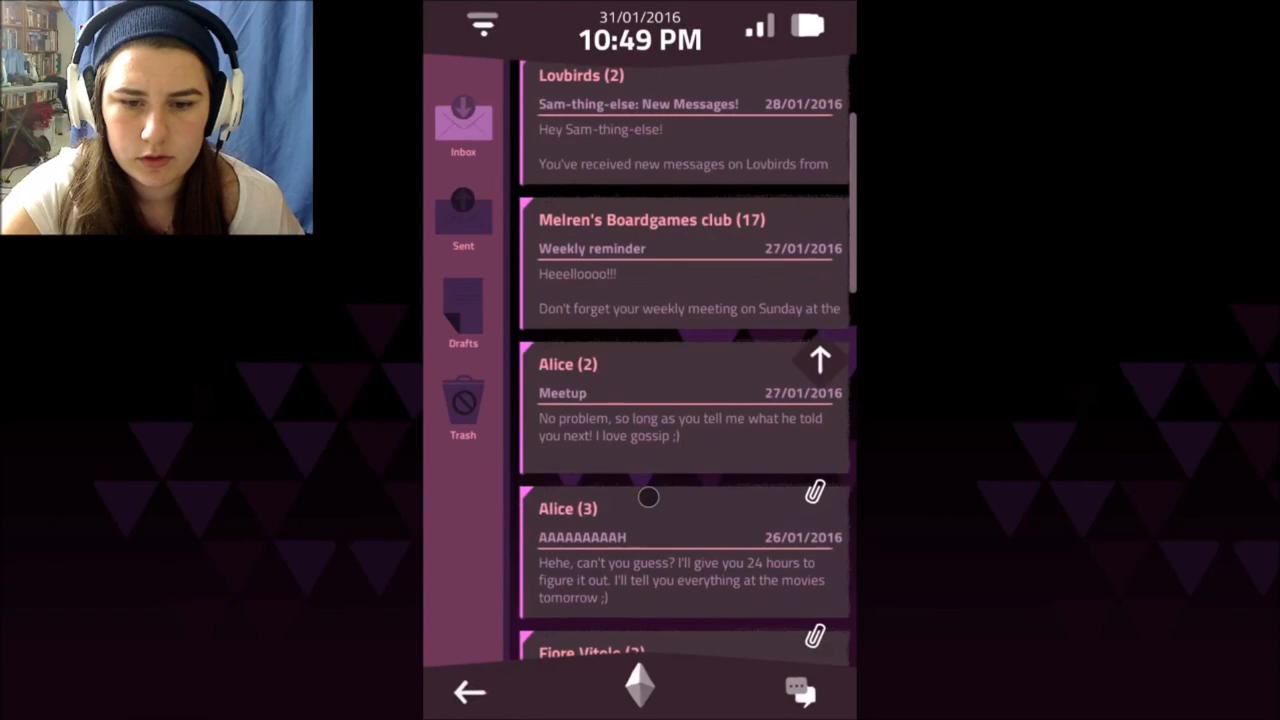 31/01/2016
10:49 PM
Inbox
Sent
Drafts
Trash
Lovbirds (2)
Sam-thing-else: New Messages! 28/01/2016
Hey Sam-thing-else!
You've received new messages on Lovbirds from
Melren's Boardgames club (17)
Weekly reminder 27/01/2016
Heeelloooo!!!
Don't forget your weekly meeting on Sunday at the
Alice (2)
Meetup 27/01/2016
No problem, so long as you tell me what he told
you next! I love gossip ;)
Alice (3)
AAAAAAAAAH 26/01/2016
Hehe, can't you guess? I'll give you 24 hours to
figure it out. I'll tell you everything at the movies
tomorrow ;)
Fiore Vitale